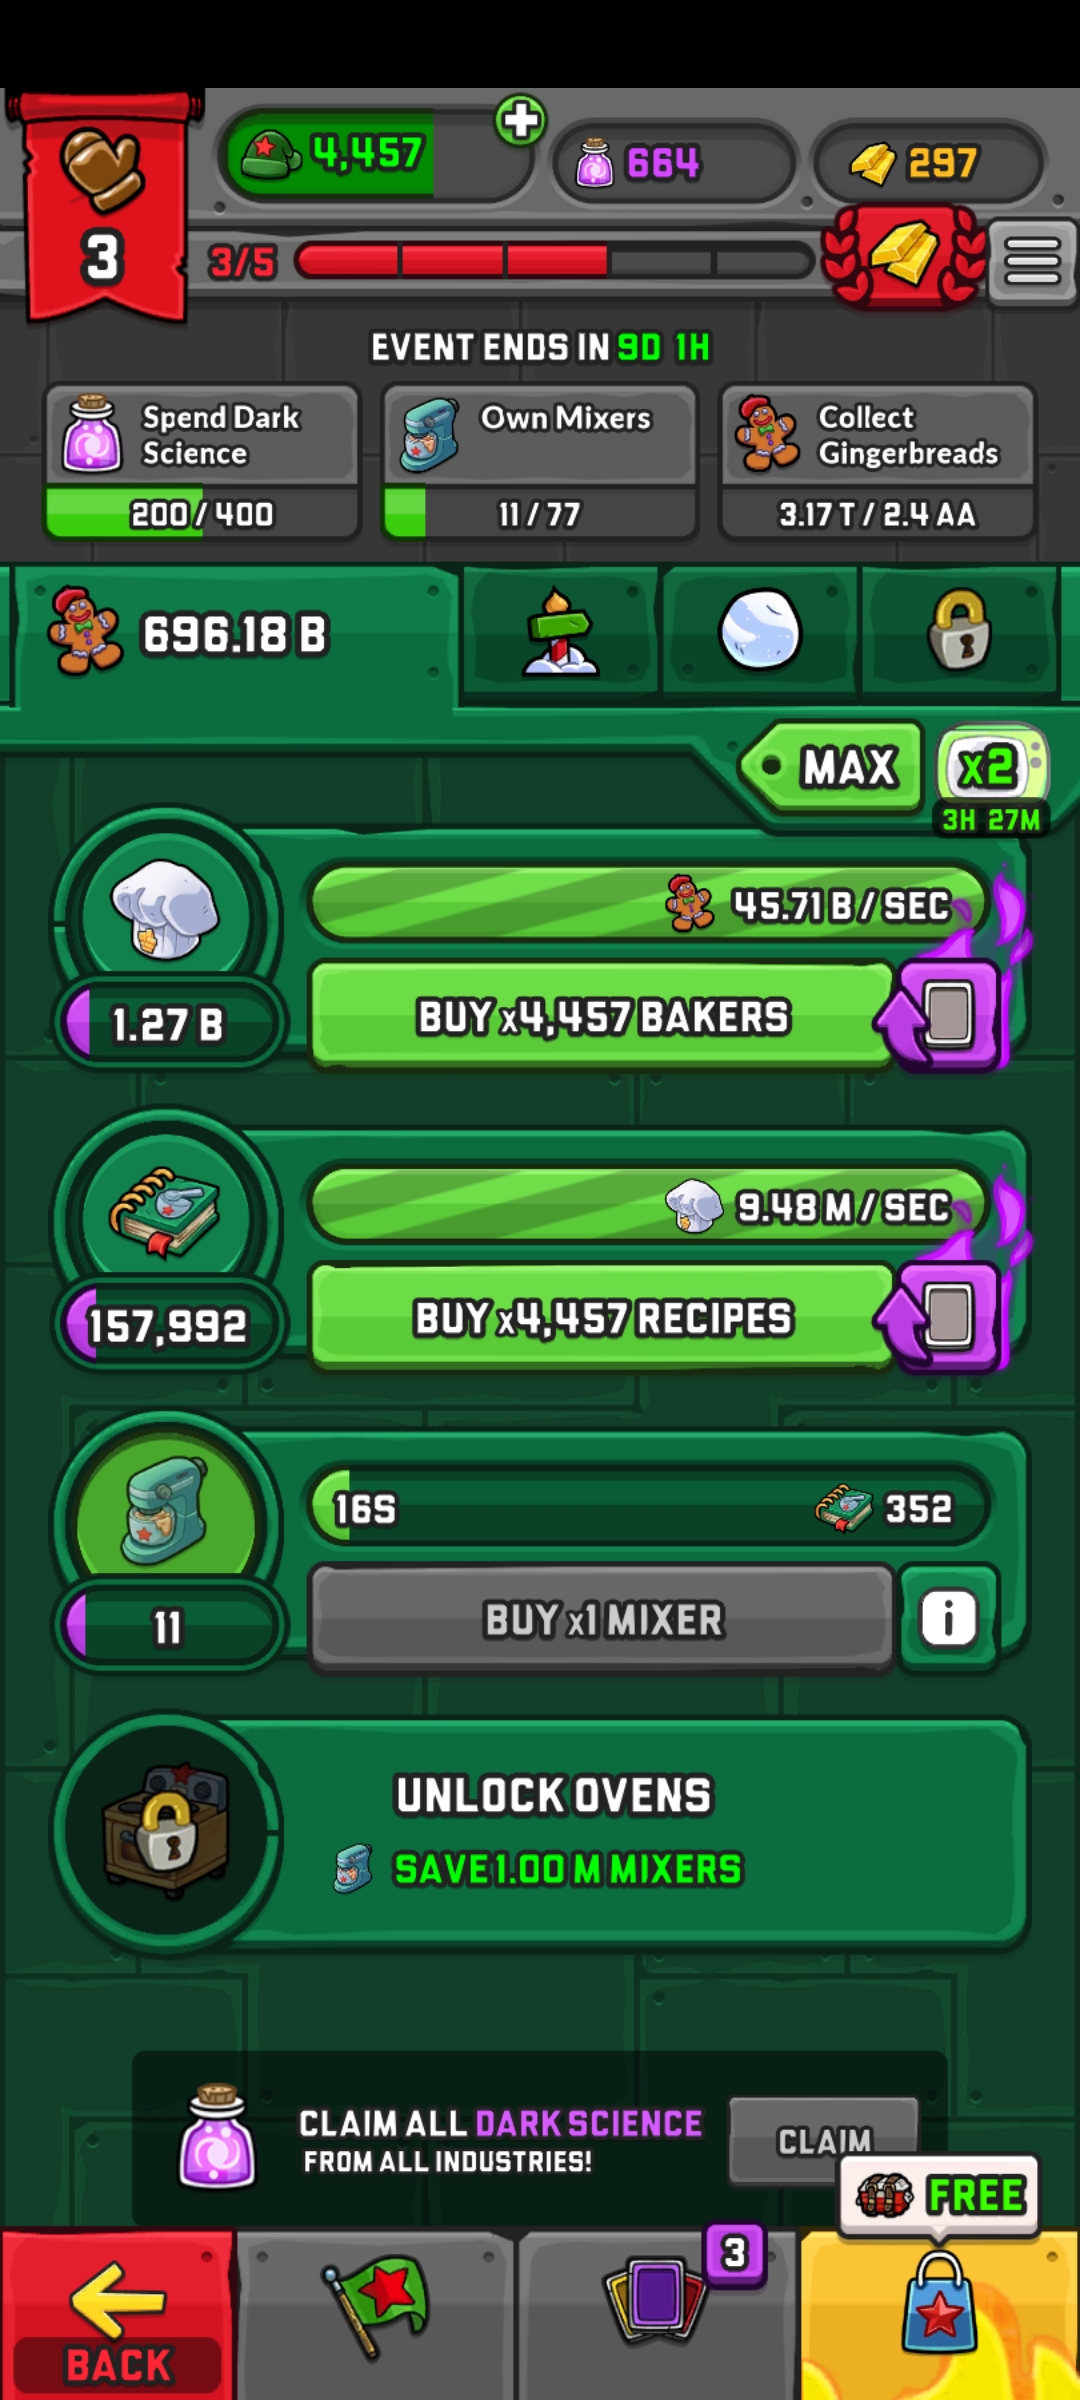 4,457
664
297
3
3/5
EVENT ENDS IN 9D 1H
Spend Dark
Science
200 / 400
Own Mixers
11 / 77
Collect
Gingerbreads
3.17 T / 2.4 AA
696.18 B
MAX
x2
3H 27M
45.71 B / SEC
1.27 B
BUY x4,457 BAKERS
9.48 M / SEC
157,992
BUY x4,457 RECIPES
16S
352
11
BUY x1 MIXER
i
UNLOCK OVENS
SAVE 1.00 M MIXERS
CLAIM ALL DARK SCIENCE
FROM ALL INDUSTRIES!
CLAIM
FREE
3
BACK